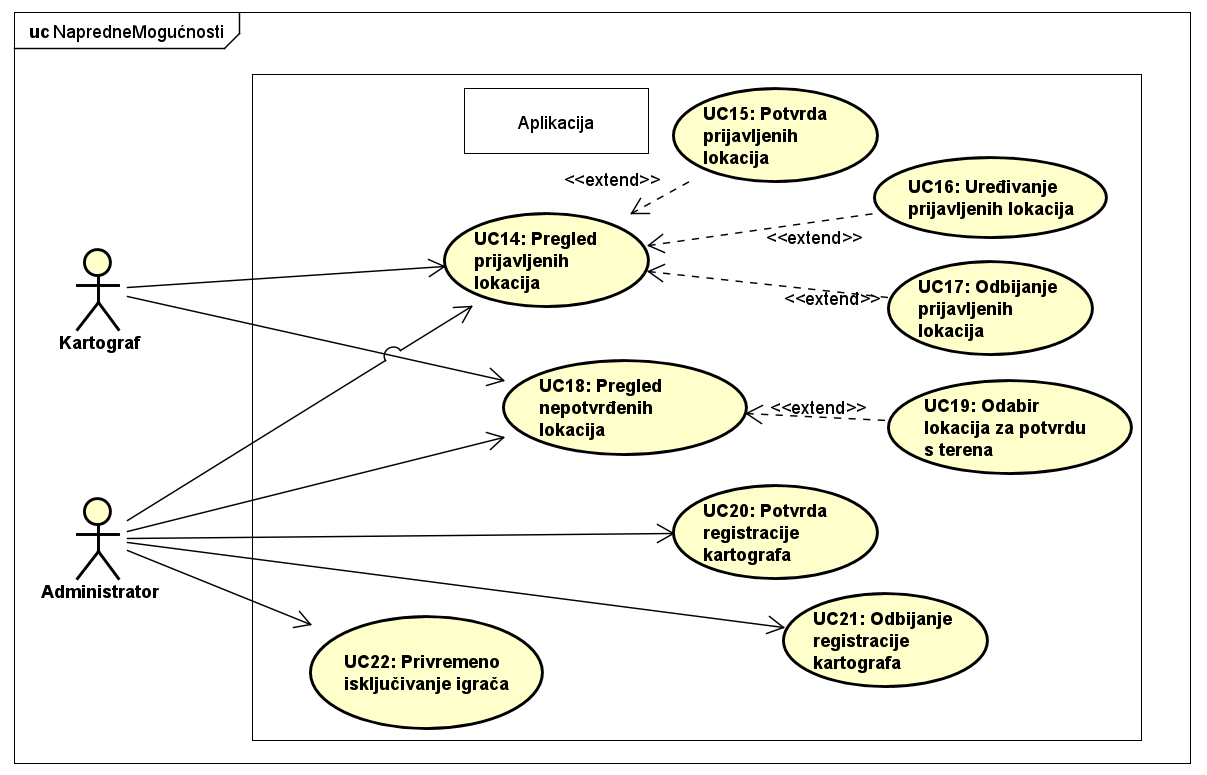 uc NapredneMogućnosti
Aplikacija
UC15: Potvrda
prijavljenih
lokacija
<<extend>>
UC16: Uređivanje
prijavljenih lokacija
<<extend>>
UC14: Pregled
prijavljenih
lokacija
UC17: Odbijanje
prijavljenih
lokacija
<<extend>>
Kartograf
UC18: Pregled
nepotvrđenih
lokacija
<<extend>>
UC19: Odabir
lokacija za potvrdu
s terena
UC20: Potvrda
registracije
kartografa
Administrator
UC21: Odbijanje
registracije
kartografa
UC22: Privremeno
isključivanje igrača